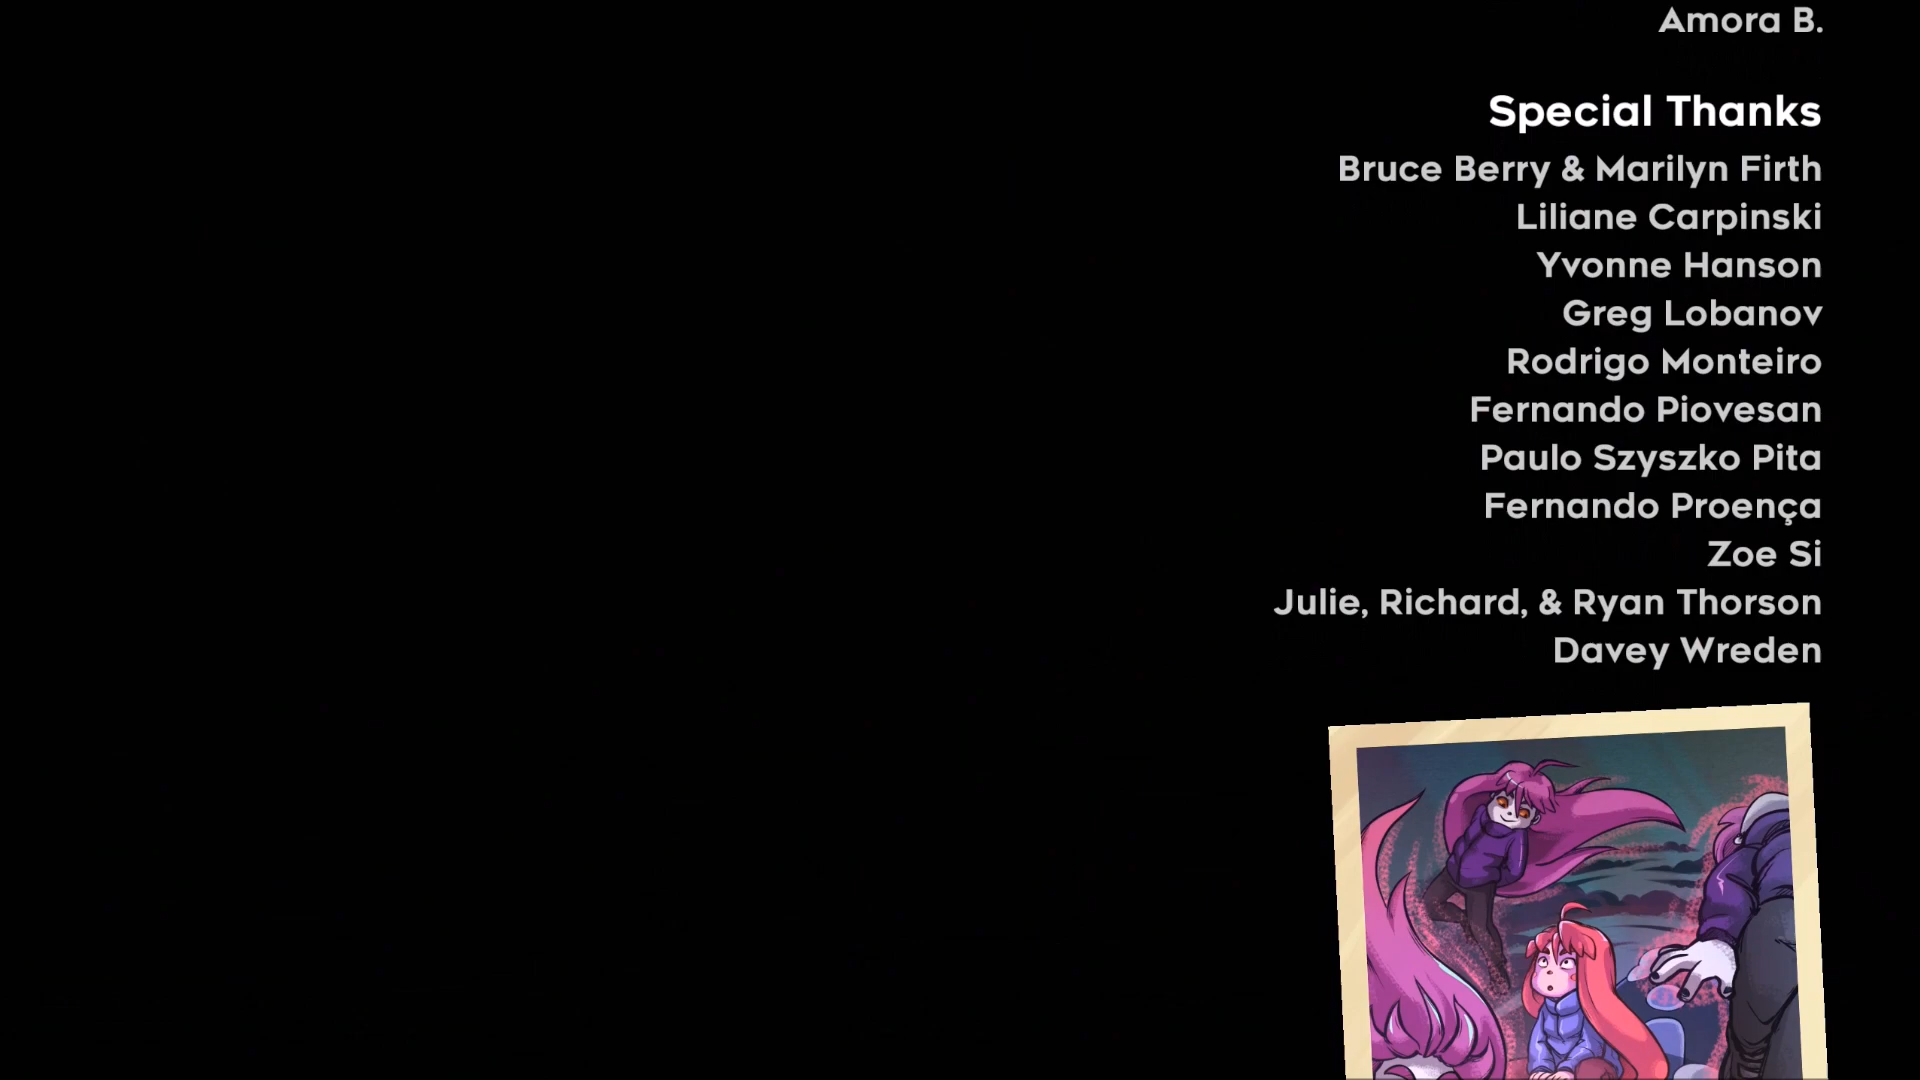 Amora B.
Special Thanks
Bruce Berry & Marilyn Firth
Liliane Carpinski
Yvonne Hanson
Greg Lobanov
Rodrigo Monteiro
Fernando Piovesan
Paulo Szyszko Pita
Fernando Proença
Zoe Si
Julie, Richard, & Ryan Thorson
Davey Wreden